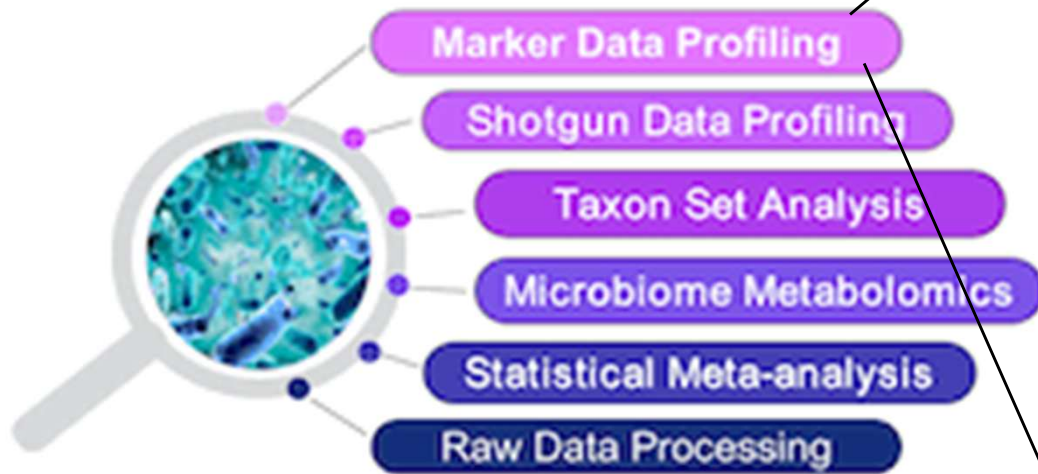 Marker Data Profiling
Shotgun Data Profiling
Taxon Set Analysis
Microbiome Metabolomics
Statistical Meta-analysis
Raw Data Processing